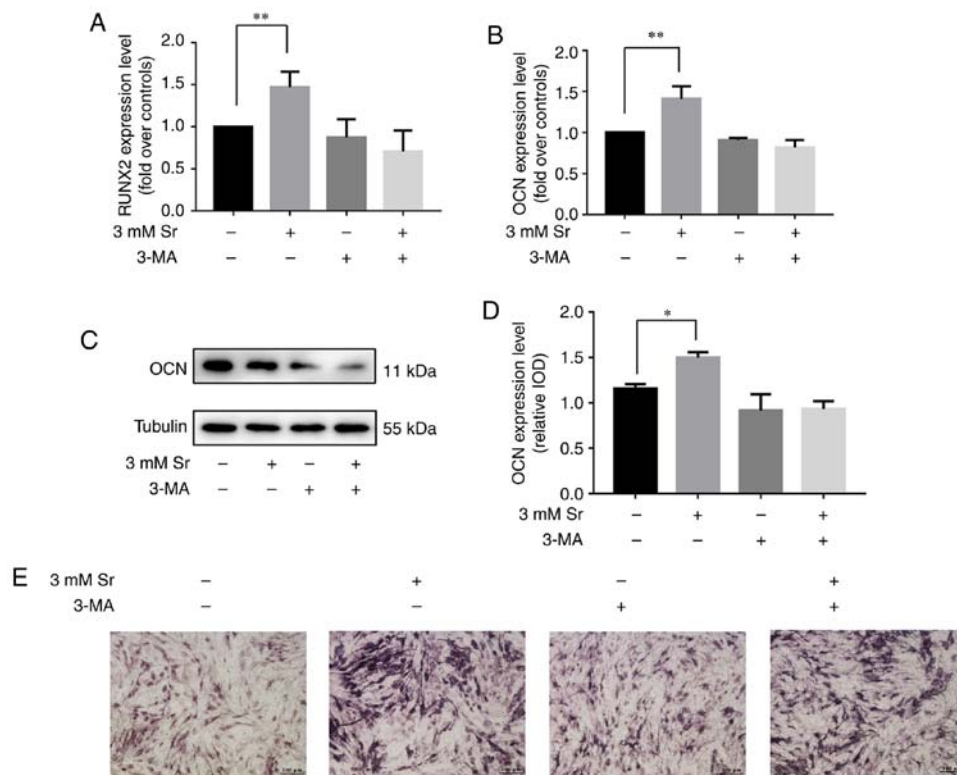 A
**
RUNX2 expression level
(fold over controls)
2.0
1.5
1.0
0.5
0.0
3 mM Sr – + – +
3-MA – – + +
B
**
OCN expression level
(fold over controls)
2.0
1.5
1.0
0.5
0.0
3 mM Sr – + – +
3-MA – – + +
C
OCN 11 kDa
Tubulin 55 kDa
3 mM Sr – + – +
3-MA – – + +
D
*
OCN expression level
(relative IOD)
2.0
1.5
1.0
0.5
0.0
3 mM Sr – + – +
3-MA – – + +
E
3 mM Sr – + – +
3-MA – – + +